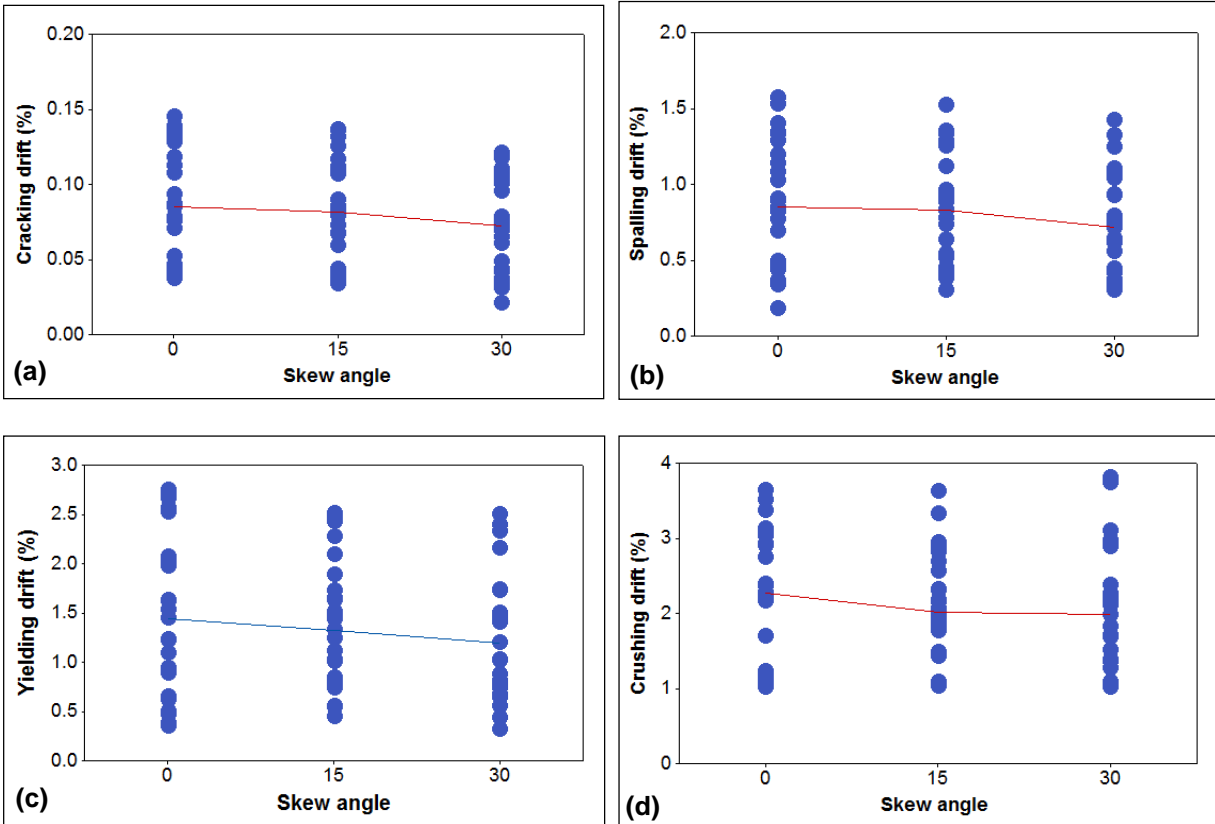 0.20
0.15
0.10
0.05
0.00
Cracking drift (%)
0 15 30
Skew angle
(a)
2.0
1.5
1.0
0.5
0.0
Spalling drift (%)
0 15 30
Skew angle
(b)
3.0
2.5
2.0
1.5
1.0
0.5
0.0
Yielding drift (%)
0 15 30
Skew angle
(c)
4
3
2
1
0
Crushing drift (%)
0 15 30
Skew angle
(d)